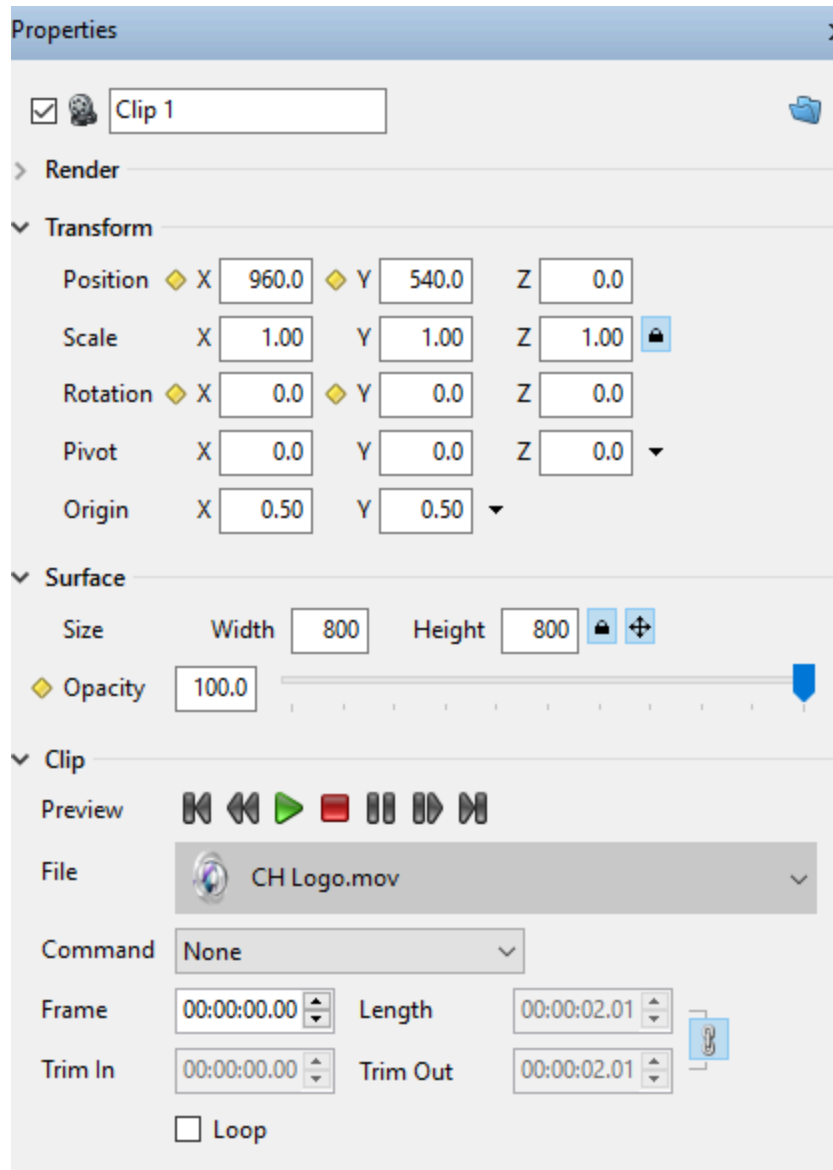 Properties
Clip 1
Render
Transform
Position X 960.0 Y 540.0 Z 0.0
Scale X 1.00 Y 1.00 Z 1.00
Rotation X 0.0 Y 0.0 Z 0.0
Pivot X 0.0 Y 0.0 Z 0.0
Origin X 0.50 Y 0.50
Surface
Size Width 800 Height 800
Opacity 100.0
Clip
Preview
File CH Logo.mov
Command None
Frame 00:00:00.00 Length 00:00:02.01
Trim In 00:00:00.00 Trim Out 00:00:02.01
Loop